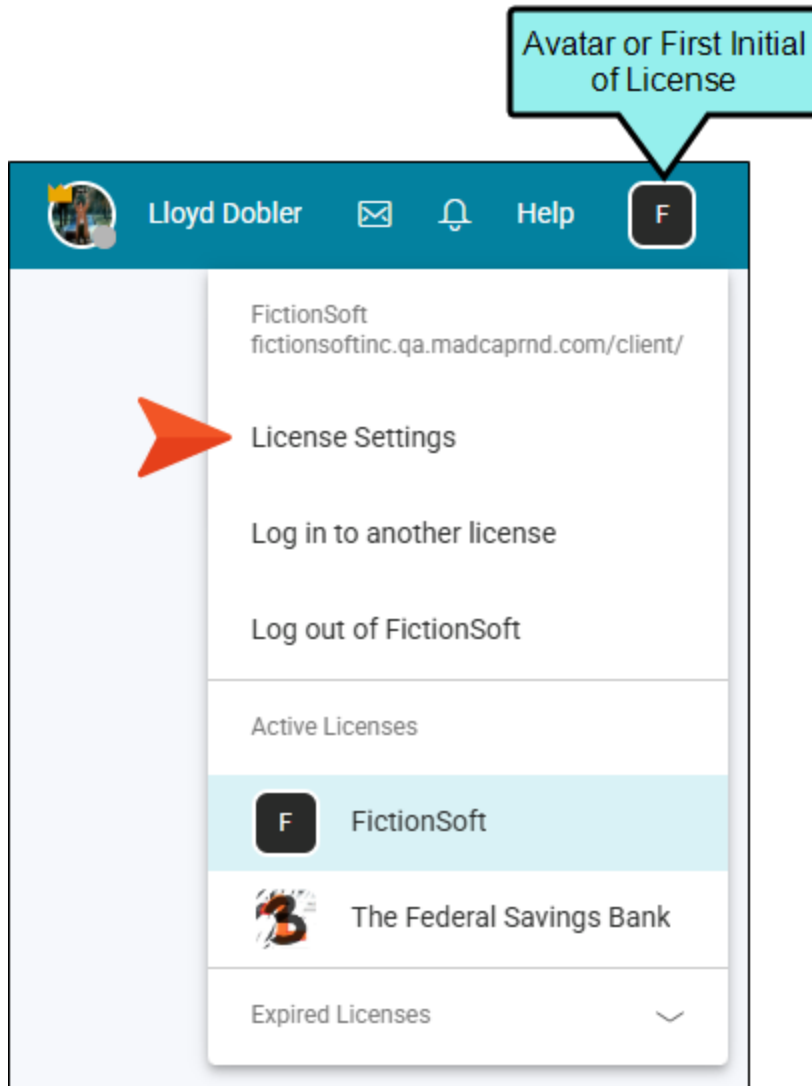 Avatar or First Initial
of License
Lloyd Dobler Help F
FictionSoft
fictionsoftinc.qa.madcaprnd.com/client/
License Settings
Log in to another license
Log out of FictionSoft
Active Licenses
F FictionSoft
3 The Federal Savings Bank
Expired Licenses